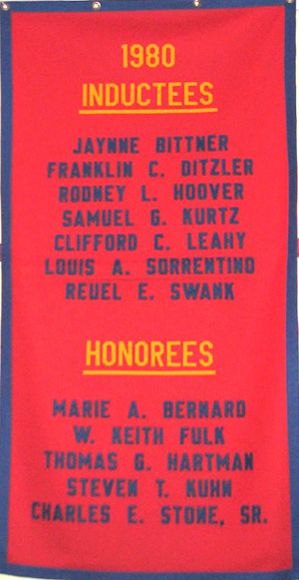 1980
INDUCTEES
JAYNNE BITTNER
FRANKLIN C. DITZLER
RODNEY L. HOOVER
SAMUEL G. KURTZ
CLIFFORD C. LEAHY
LOUIS A. SORRENTINO
REUEL E. SWANK
HONOREES
MARIE A. BERNARD
W. KEITH FULK
THOMAS G. HARTMAN
STEVEN T. KUHN
CHARLES E. STONE, SR.